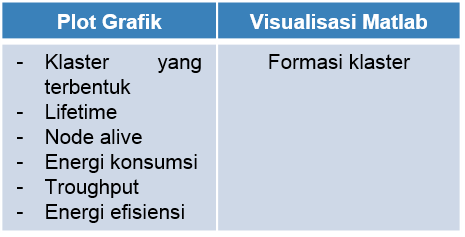 Plot Grafik
Visualisasi Matlab
- Klaster yang
terbentuk
- Lifetime
- Node alive
- Energi konsumsi
- Troughput
- Energi efisiensi
Formasi klaster